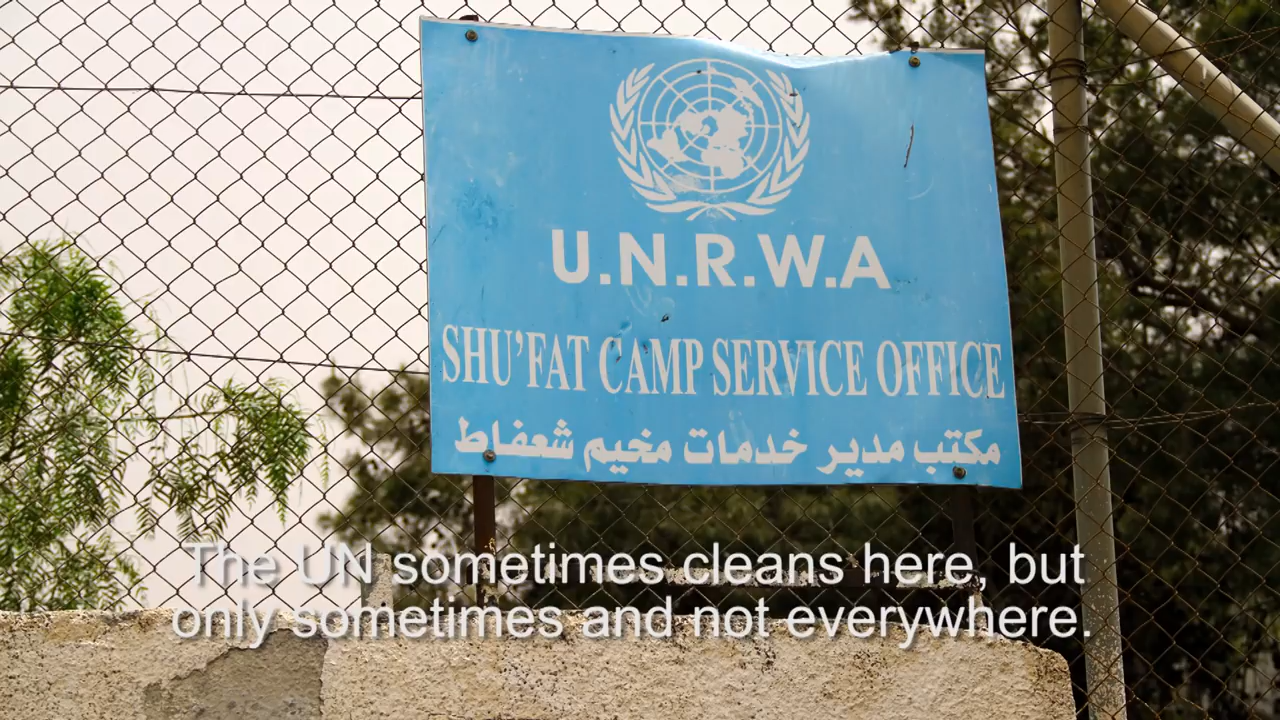 U.N.R.W.A
SHU'FAT CAMP SERVICE OFFICE
مكتب مدير خدمات مخيم شعفاط
The UN sometimes cleans here, but
only sometimes and not everywhere.